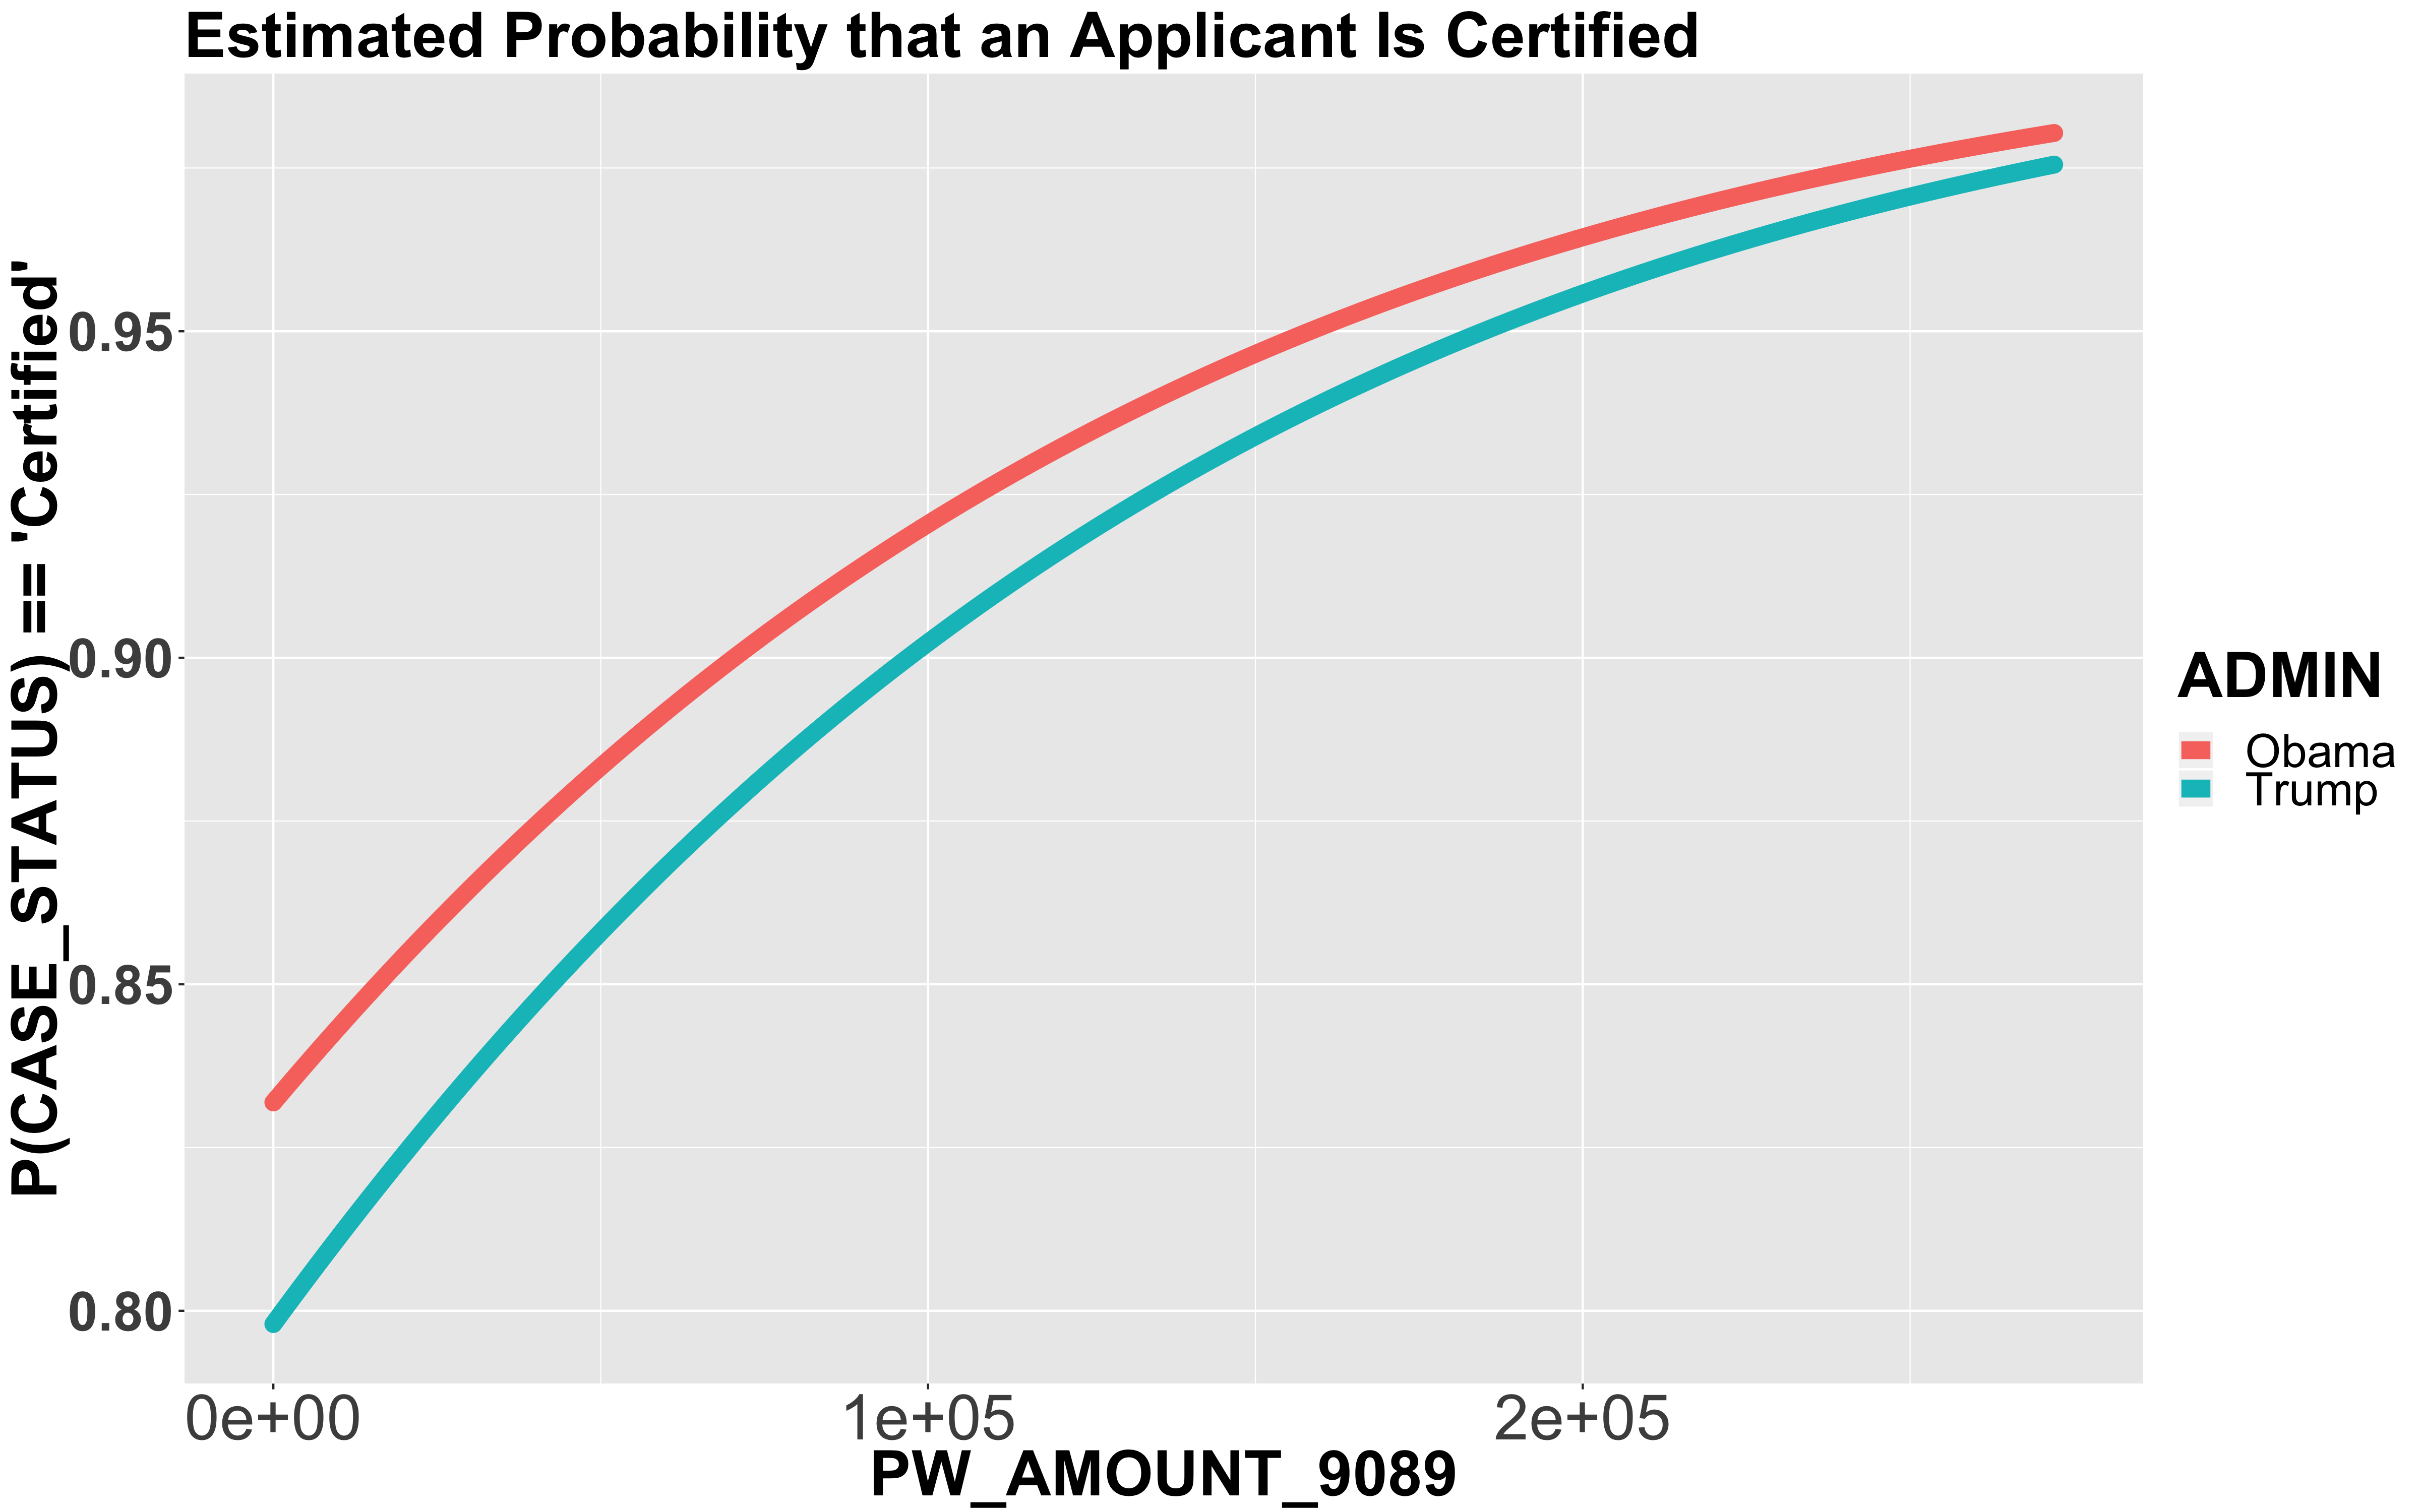 Estimated Probability that an Applicant Is Certified
P(CASE_STATUS) == 'Certified'
0.95
0.90
0.85
0.80
0e+00
1e+05
2e+05
PW_AMOUNT_9089
ADMIN
Obama
Trump